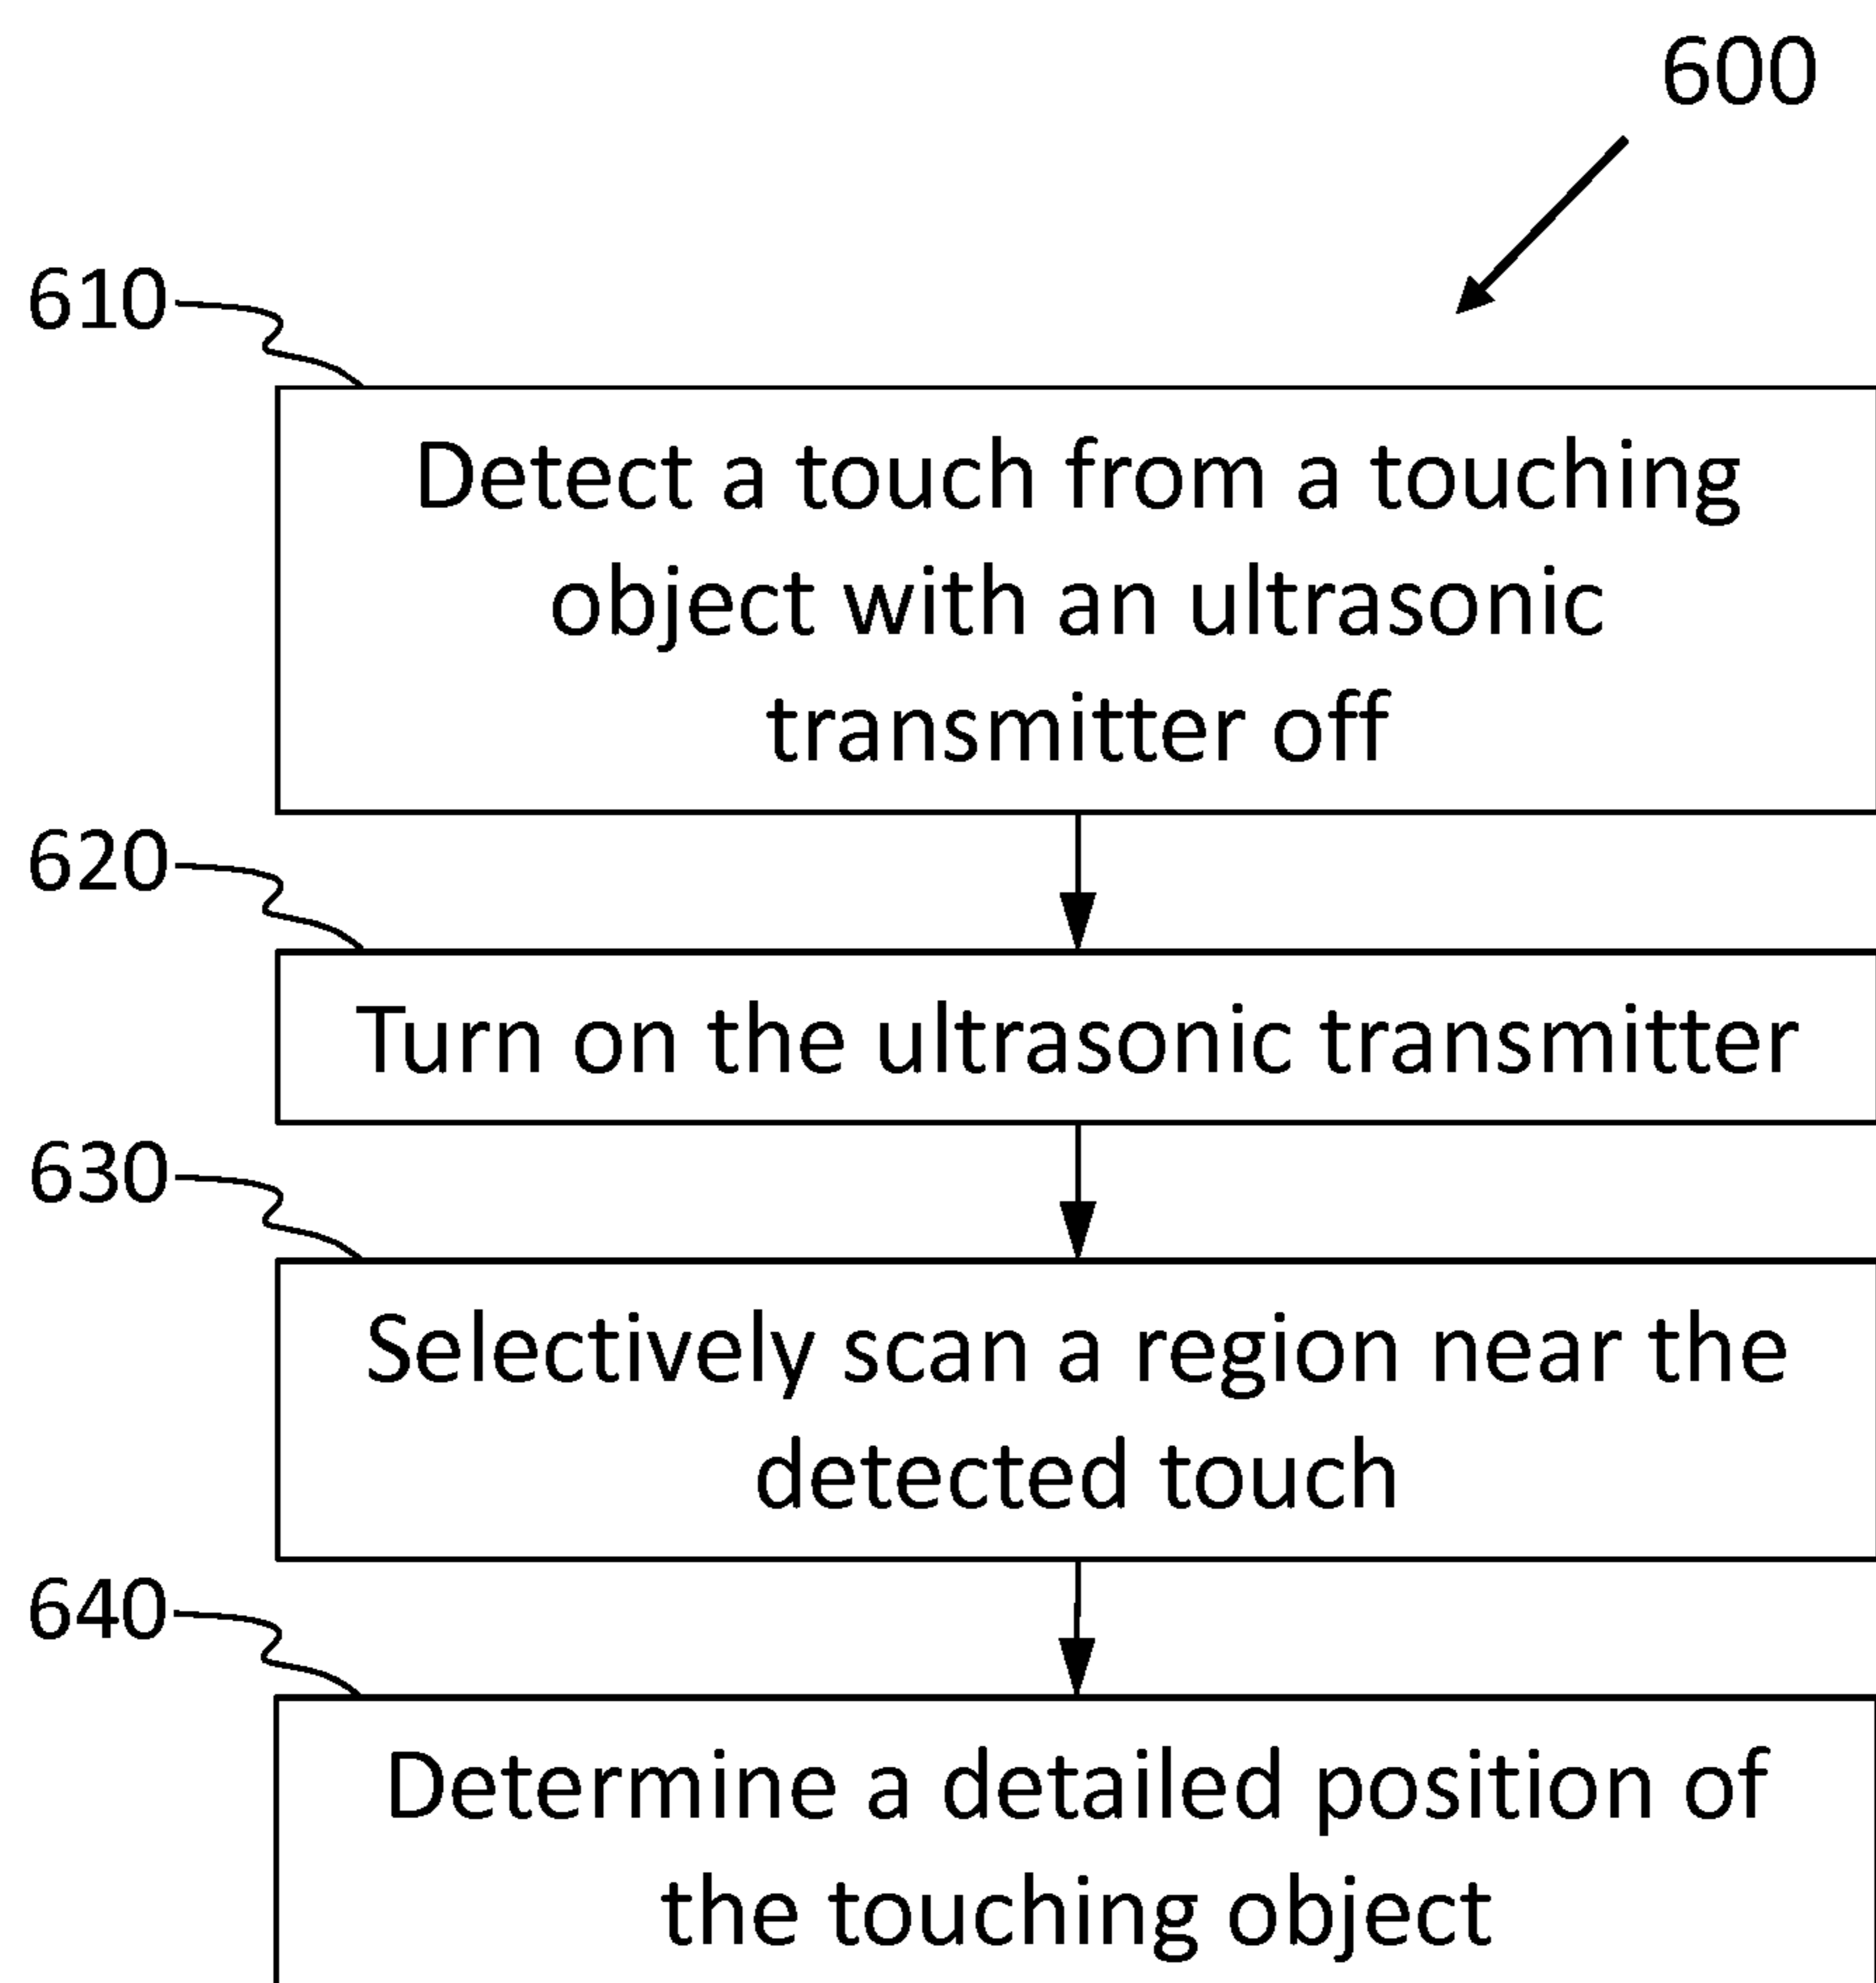 600
610
Detect a touch from a touching
object with an ultrasonic
transmitter off
620
Turn on the ultrasonic transmitter
630
Selectively scan a region near the
detected touch
640
Determine a detailed position of
the touching object